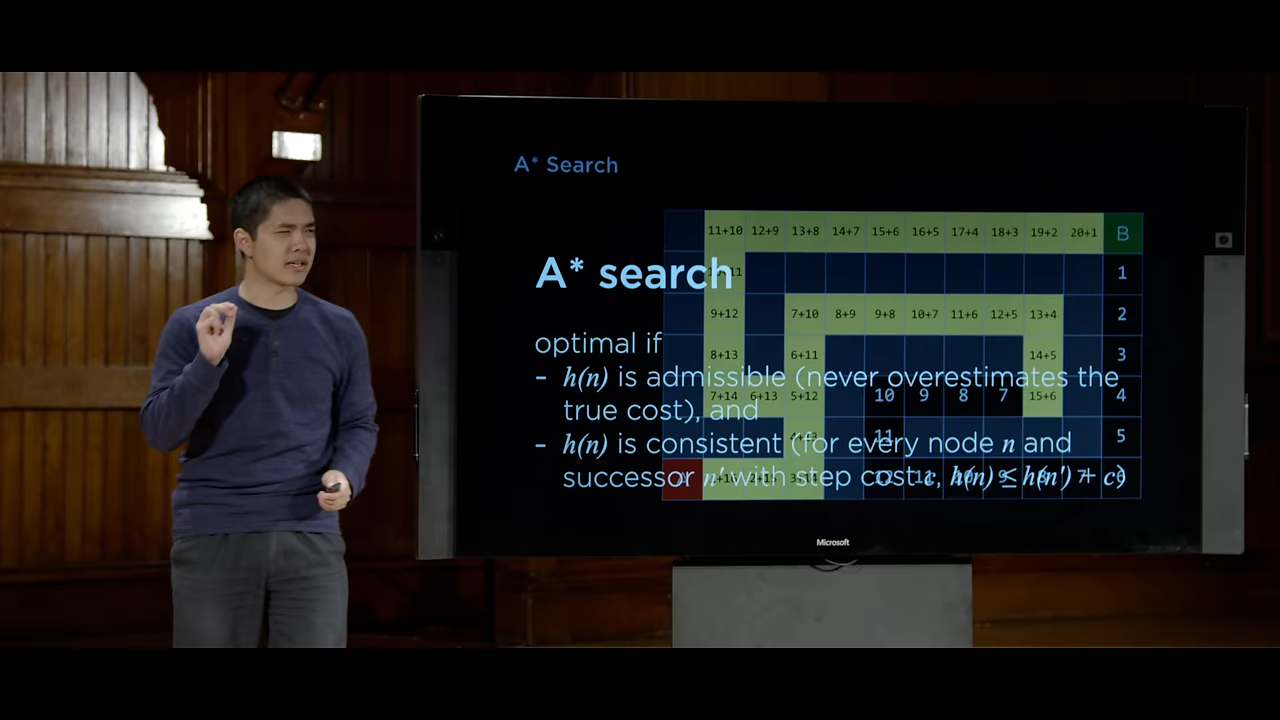 A* Search
11+10 12+9 13+8 14+7 15+6 16+5 17+4 18+3 19+2 20+1 B
A* search
1
9+12 7+10 8+9 9+8 10+7 11+6 12+5 13+4 2
optimal if
8+13 6+11 14+5 3
- h(n) is admissible (never overestimates the
7+14 6+13 5+12 10 9 8 7 15+6 4
true cost), and
11 5
- h(n) is consistent (for every node n and
successor n' with step cost c, h(n) ≤ h(n') + c)
Microsoft